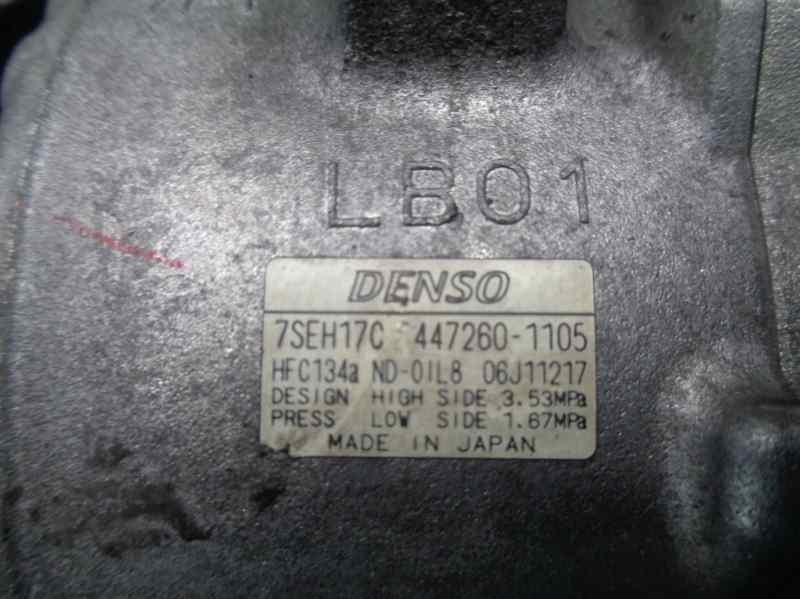 LB01
DENSO
7SEH17C 447260-1105
HFC134a ND-OIL8 06J11217
DESIGN HIGH SIDE 3.53MPa
PRESS LOW SIDE 1.67MPa
MADE IN JAPAN